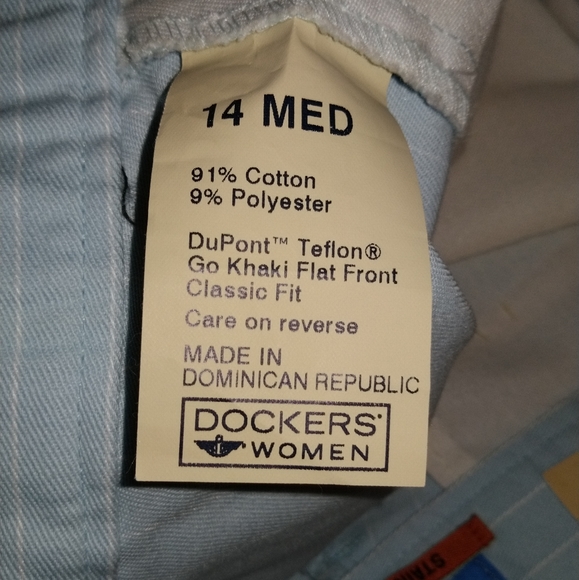 14 MED
91% Cotton
9% Polyester
DuPont™ Teflon®
Go Khaki Flat Front
Classic Fit
Care on reverse
MADE IN
DOMINICAN REPUBLIC
DOCKERS®
WOMEN